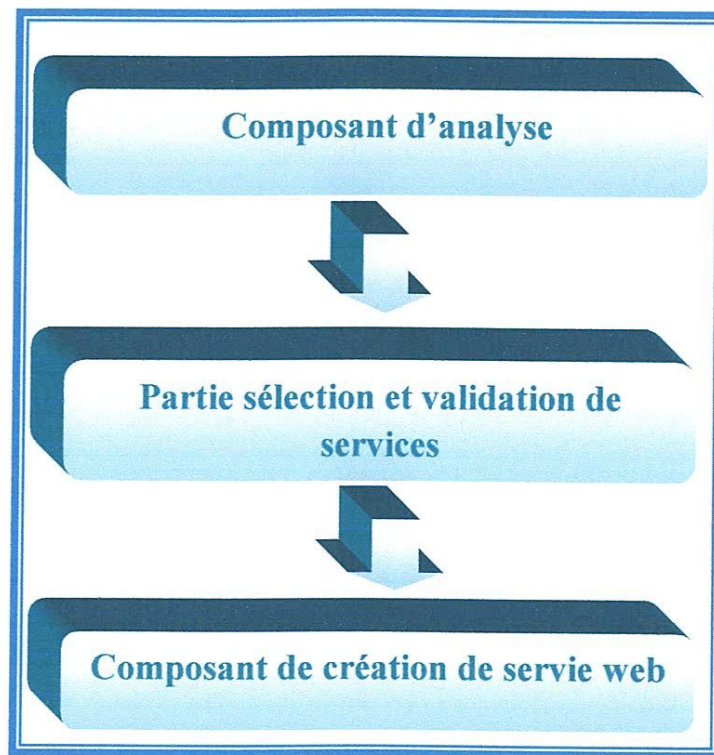 Composant d'analyse
Partie sélection et validation de
services
Composant de création de servie web